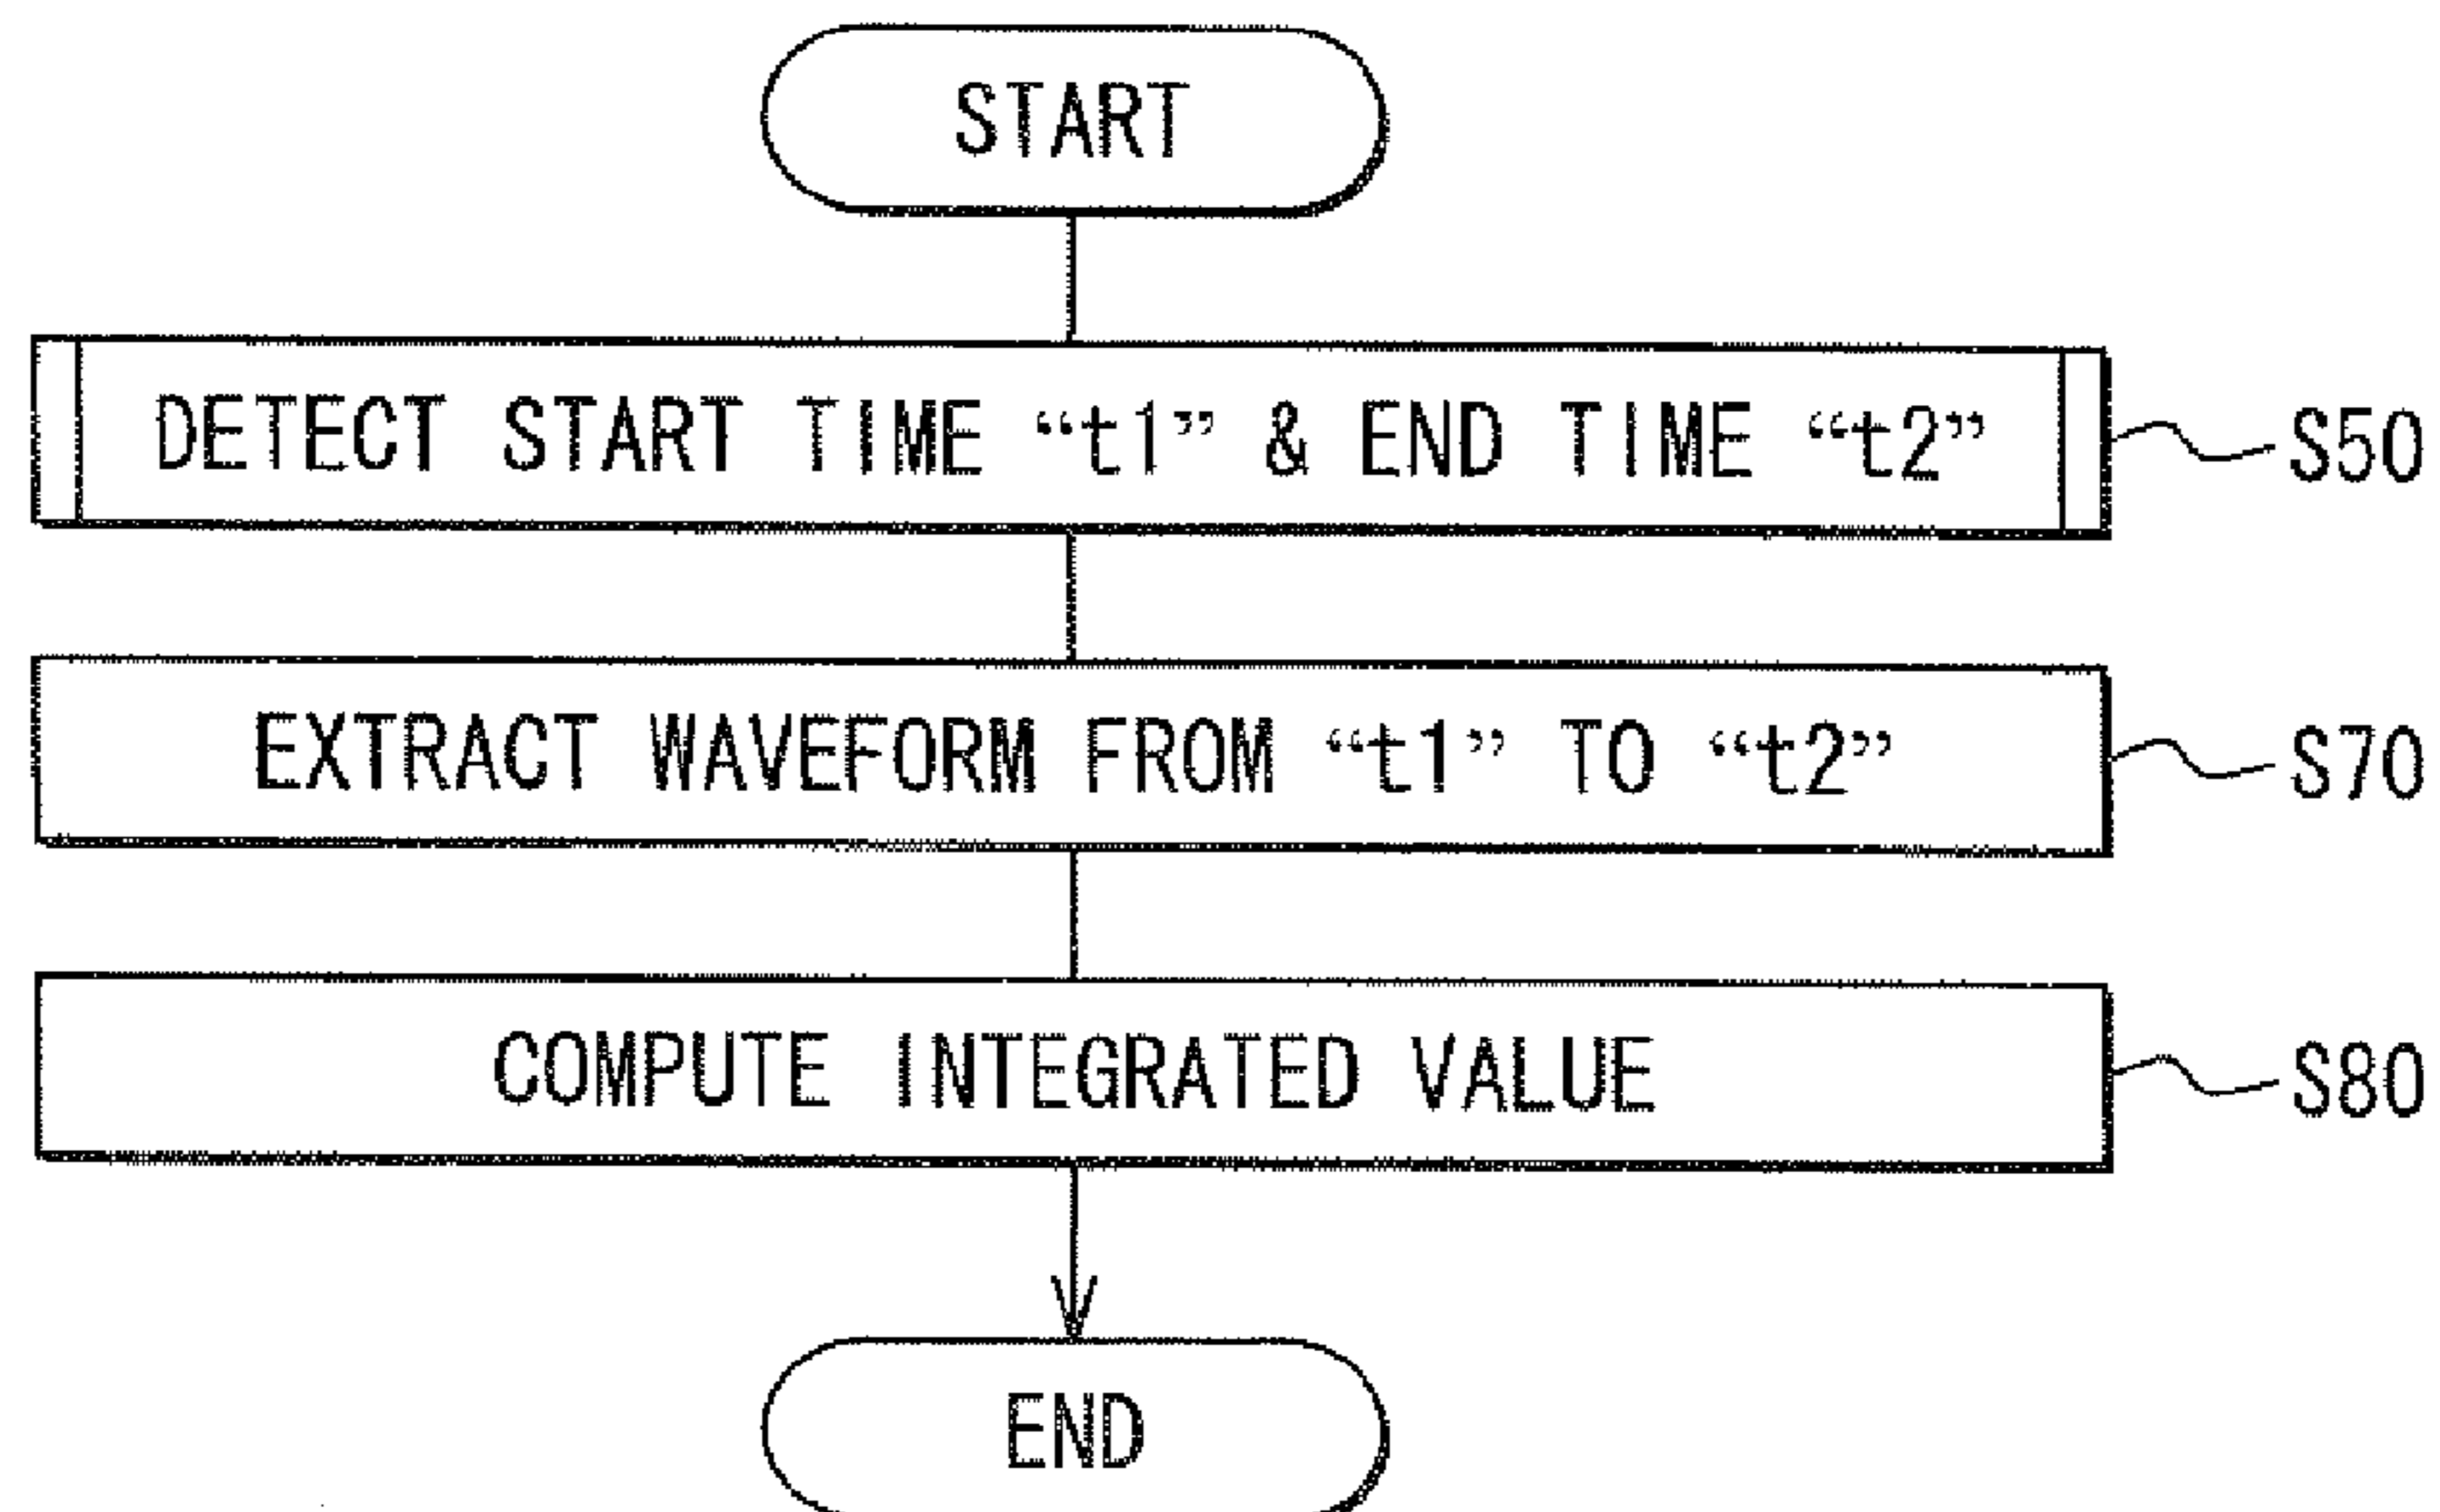 START
DETECT START TIME “t1” & END TIME “t2” S50
EXTRACT WAVEFORM FROM “t1” TO “t2” S70
COMPUTE INTEGRATED VALUE S80
END